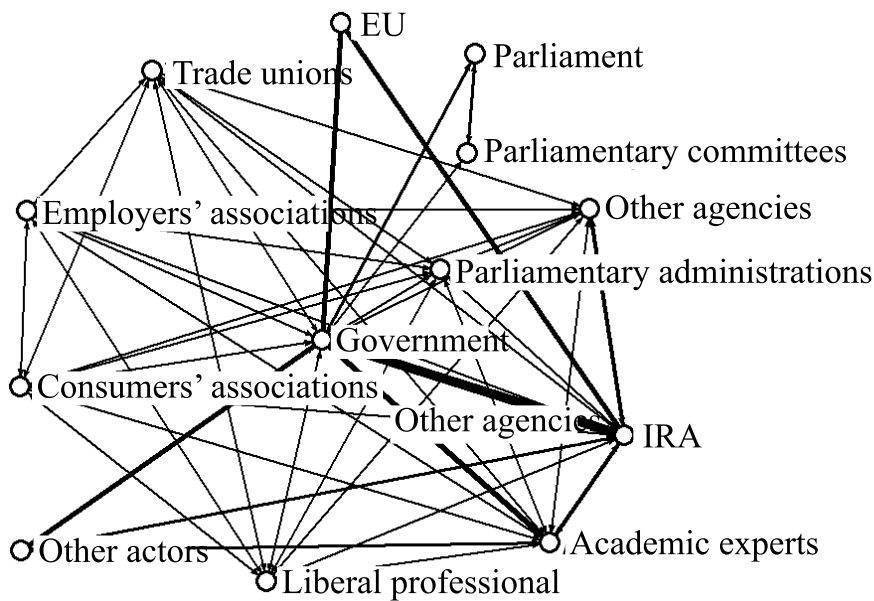 EU
Parliament
Trade unions
Parliamentary committees
Other agencies
Employers’ associations
Parliamentary administrations
Government
Consumers’ associations
Other agencies
IRA
Other actors
Academic experts
Liberal professional